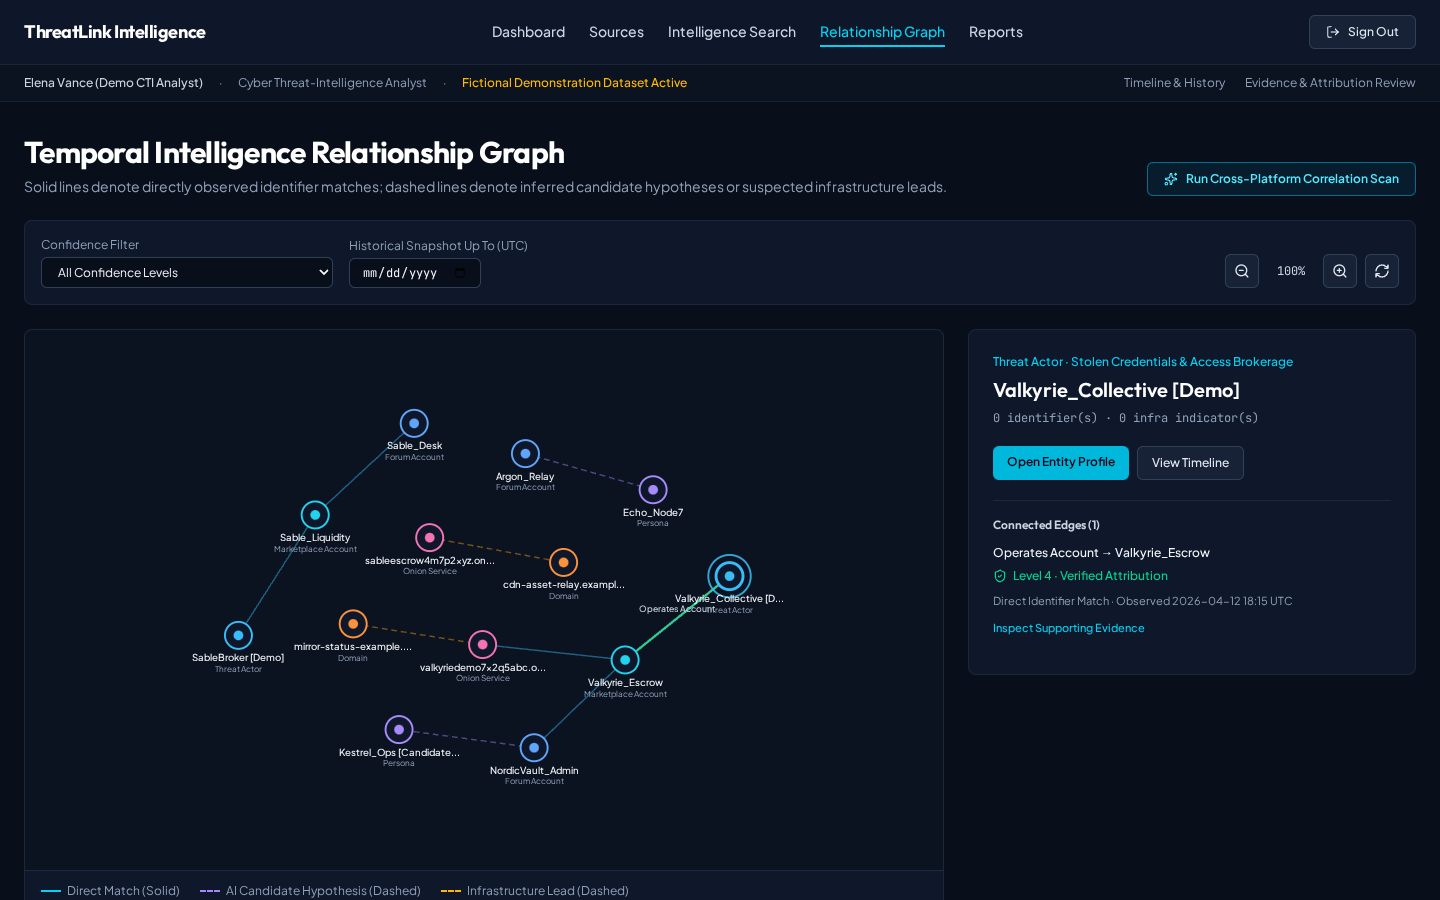 ThreatLink Intelligence
Dashboard
Sources
Intelligence Search
Relationship Graph
Reports
Sign Out
Elena Vance (Demo CTI Analyst) · Cyber Threat-Intelligence Analyst · Fictional Demonstration Dataset Active
Timeline & History
Evidence & Attribution Review
Temporal Intelligence Relationship Graph
Solid lines denote directly observed identifier matches; dashed lines denote inferred candidate hypotheses or suspected infrastructure leads.
Run Cross-Platform Correlation Scan
Confidence Filter
All Confidence Levels
Historical Snapshot Up To (UTC)
mm/dd/yyyy
100%
Sable_Desk
Forum Account
Argon_Relay
Forum Account
Echo_Node7
Persona
Sable_Liquidity
Marketplace Account
sableescrow4m7p2xyz.on...
Onion Service
cdn-asset-relay.exampl...
Domain
Valkyrie_Collective [D...
Threat Actor
Operates Account
mirror-status-example....
Domain
SableBroker [Demo]
Threat Actor
valkyriedemo7x2q5abc.o...
Onion Service
Valkyrie_Escrow
Marketplace Account
Kestrel_Ops [Candidate...
Persona
NordicVault_Admin
Forum Account
Direct Match (Solid)
AI Candidate Hypothesis (Dashed)
Infrastructure Lead (Dashed)
Threat Actor · Stolen Credentials & Access Brokerage
Valkyrie_Collective [Demo]
0 identifier(s) · 0 infra indicator(s)
Open Entity Profile
View Timeline
Connected Edges (1)
Operates Account → Valkyrie_Escrow
Level 4 · Verified Attribution
Direct Identifier Match · Observed 2026-04-12 18:15 UTC
Inspect Supporting Evidence